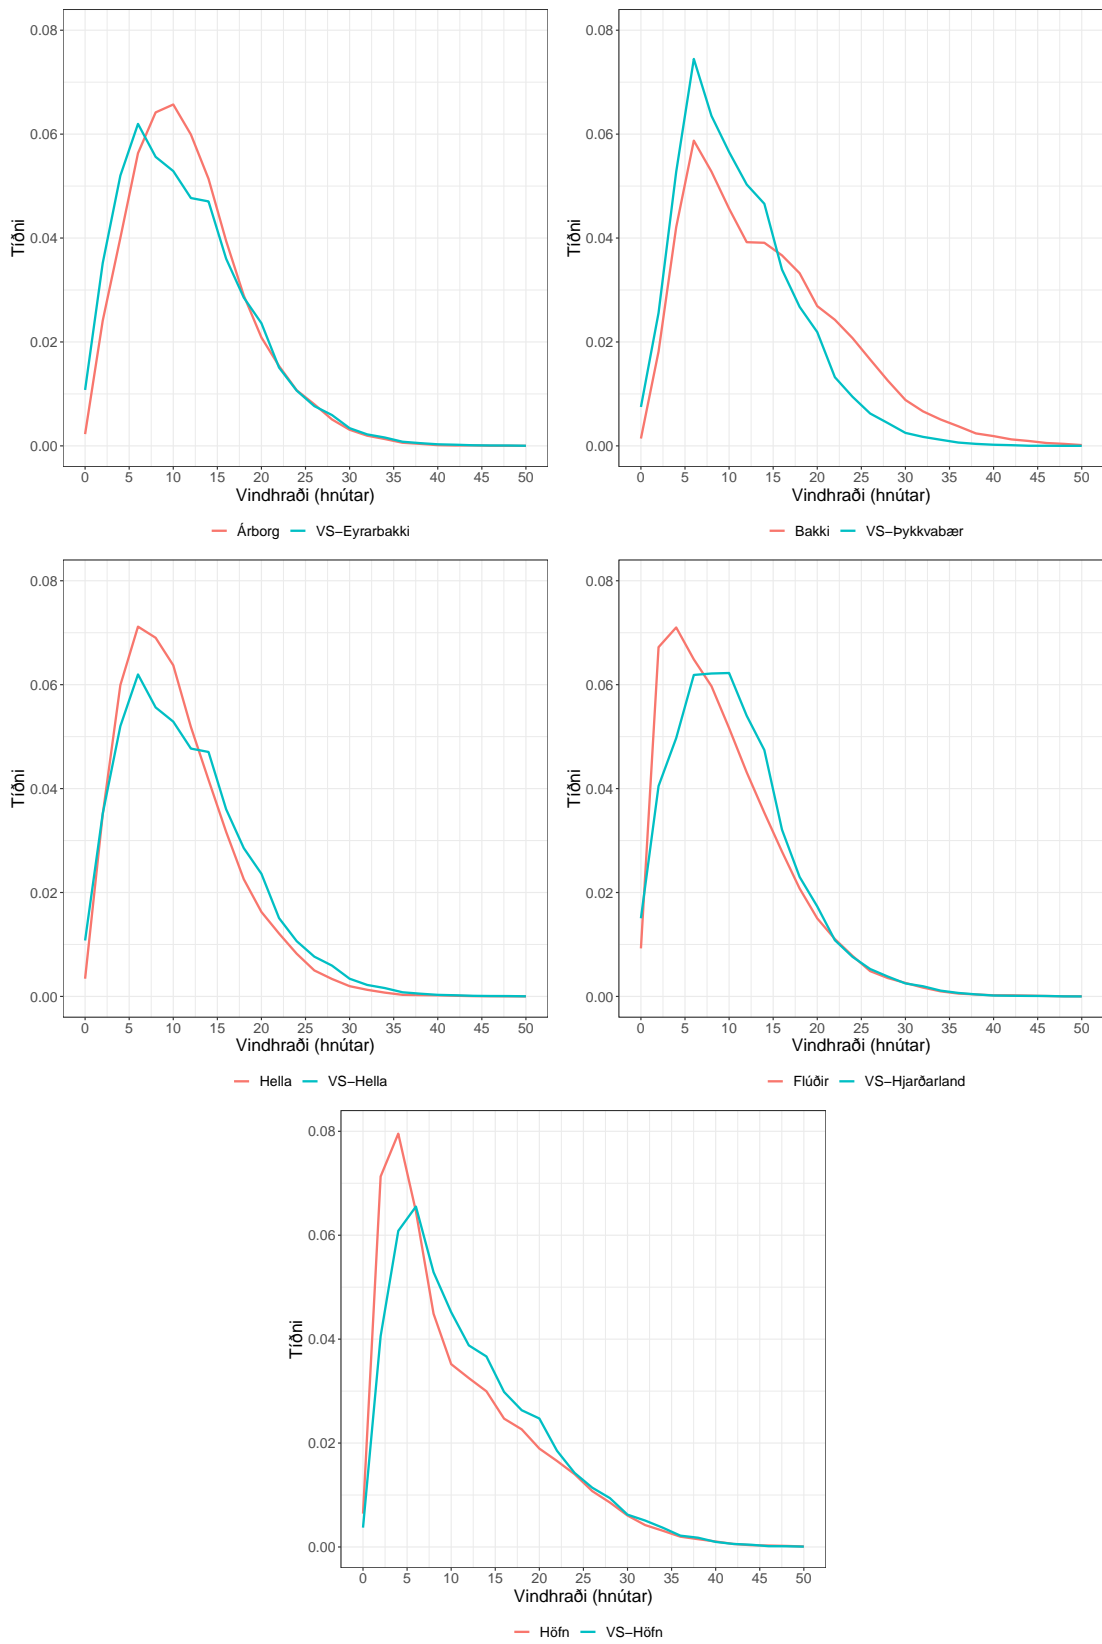 0.08
0.06
0.04
0.02
0.00
Tíðni
0 5 10 15 20 25 30 35 40 45 50
Vindhraði (hnútar)
Árborg VS−Eyrarbakki
0.08
0.06
0.04
0.02
0.00
Tíðni
0 5 10 15 20 25 30 35 40 45 50
Vindhraði (hnútar)
Bakki VS−Þykkvabær
0.08
0.06
0.04
0.02
0.00
Tíðni
0 5 10 15 20 25 30 35 40 45 50
Vindhraði (hnútar)
Hella VS−Hella
0.08
0.06
0.04
0.02
0.00
Tíðni
0 5 10 15 20 25 30 35 40 45 50
Vindhraði (hnútar)
Flúðir VS−Hjarðarland
0.08
0.06
0.04
0.02
0.00
Tíðni
0 5 10 15 20 25 30 35 40 45 50
Vindhraði (hnútar)
Höfn VS−Höfn